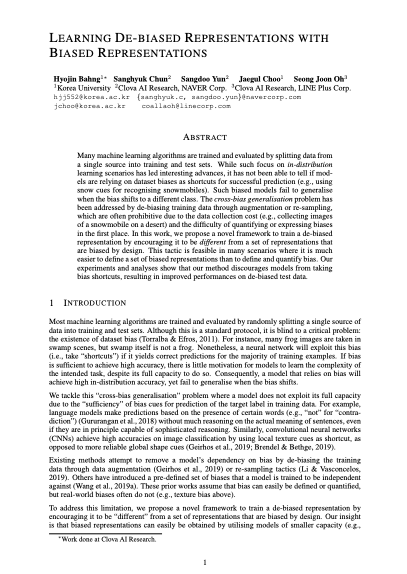 LEARNING DE-BIASED REPRESENTATIONS WITH
BIASED REPRESENTATIONS
Hyojin Bahng1* Sanghyuk Chun2 Sangdoo Yun2 Jaegul Choo1 Seong Joon Oh3
1Korea University 2Clova AI Research, NAVER Corp. 3Clova AI Research, LINE Plus Corp.
hjj552@korea.ac.kr {sanghyuk.c, sangdoo.yun}@navercorp.com
jchoo@korea.ac.kr coallaoh@linecorp.com
ABSTRACT
Many machine learning algorithms are trained and evaluated by splitting data from
a single source into training and test sets. While such focus on in-distribution
learning scenarios has led interesting advances, it has not been able to tell if mod-
els are relying on dataset biases as shortcuts for successful prediction (e.g., using
snow cues for recognising snowmobiles). Such biased models fail to generalise
when the bias shifts to a different class. The cross-bias generalisation problem has
been addressed by de-biasing training data through augmentation or re-sampling,
which are often prohibitive due to the data collection cost (e.g., collecting images
of a snowmobile on a desert) and the difficulty of quantifying or expressing biases
in the first place. In this work, we propose a novel framework to train a de-biased
representation by encouraging it to be different from a set of representations that
are biased by design. This tactic is feasible in many scenarios where it is much
easier to define a set of biased representations than to define and quantify bias. Our
experiments and analyses show that our method discourages models from taking
bias shortcuts, resulting in improved performances on de-biased test data.
1 INTRODUCTION
Most machine learning algorithms are trained and evaluated by randomly splitting a single source of
data into training and test sets. Although this is a standard protocol, it is blind to a critical problem:
the existence of dataset bias (Torralba & Efros, 2011). For instance, many frog images are taken in
swamp scenes, but swamp itself is not a frog. Nonetheless, a neural network will exploit this bias
(i.e., take “shortcuts”) if it yields correct predictions for the majority of training examples. If bias
is sufficient to achieve high accuracy, there is little motivation for models to learn the complexity of
the intended task, despite its full capacity to do so. Consequently, a model that relies on bias will
achieve high in-distribution accuracy, yet fail to generalise when the bias shifts.
We tackle this “cross-bias generalisation” problem where a model does not exploit its full capacity
due to the “sufficiency” of bias cues for prediction of the target label in training data. For example,
language models make predictions based on the presence of certain words (e.g., “not” for “contra-
diction”) (Gururangan et al., 2018) without much reasoning on the actual meaning of sentences, even
if they are in principle capable of sophisticated reasoning. Similarly, convolutional neural networks
(CNNs) achieve high accuracies on image classification by using local texture cues as shortcut, as
opposed to more reliable global shape cues (Geirhos et al., 2019; Brendel & Bethge, 2019).
Existing methods attempt to remove a model’s dependency on bias by de-biasing the training
data through data augmentation (Geirhos et al., 2019) or re-sampling tactics (Li & Vasconcelos,
2019). Others have introduced a pre-defined set of biases that a model is trained to be independent
against (Wang et al., 2019a). These prior works assume that bias can easily be defined or quantified,
but real-world biases often do not (e.g., texture bias above).
To address this limitation, we propose a novel framework to train a de-biased representation by
encouraging it to be “different” from a set of representations that are biased by design. Our insight
is that biased representations can easily be obtained by utilising models of smaller capacity (e.g.,
*Work done at Clova AI Research.
1